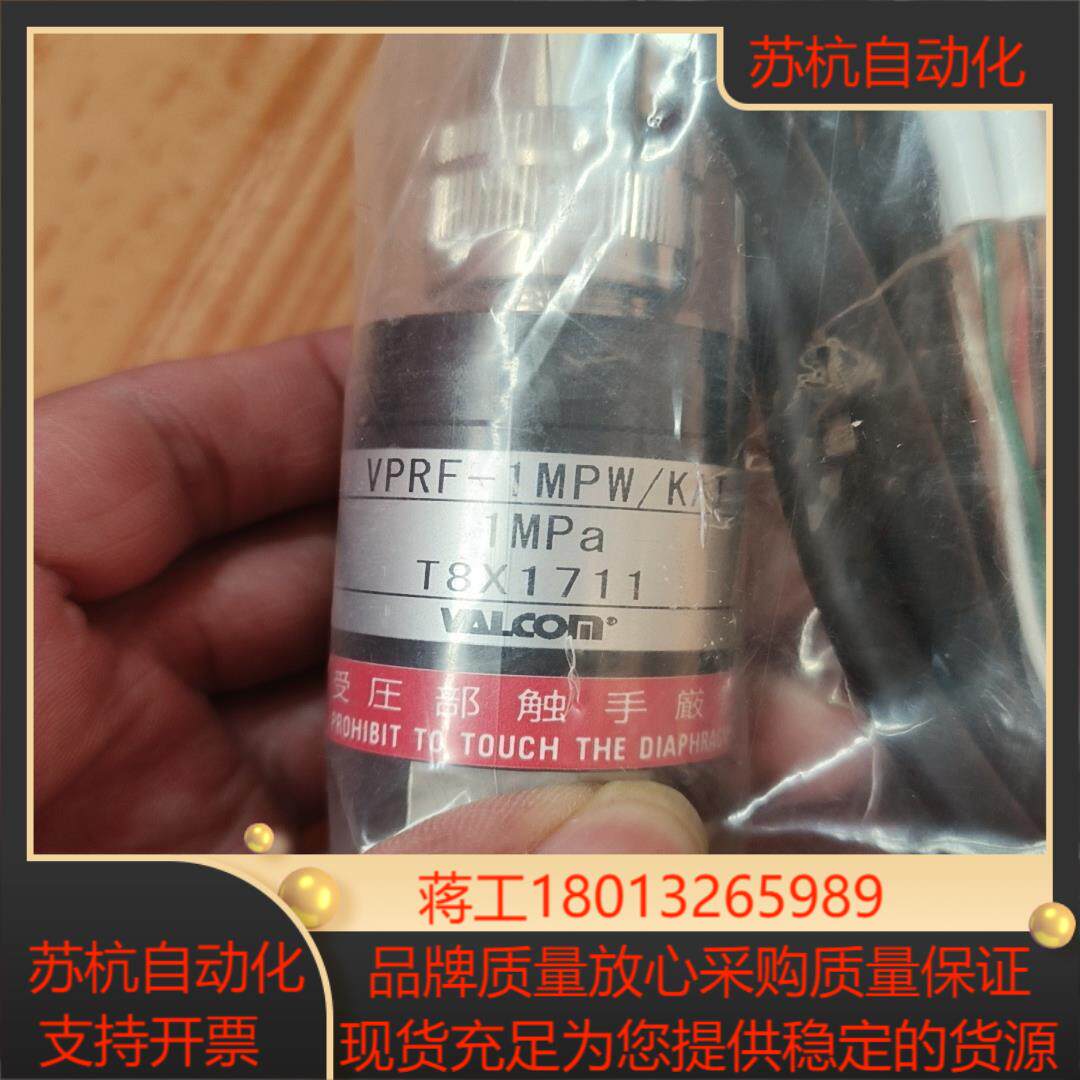 苏杭自动化
VPRF-1MPW/KAI
1MPa
T8X1711
VALCOM®
受圧部触手厳
PROHIBIT TO TOUCH THE DIAPHRAGM
蒋工18013265989
苏杭自动化
支持开票
品牌质量放心采购质量保证
现货充足为您提供稳定的货源